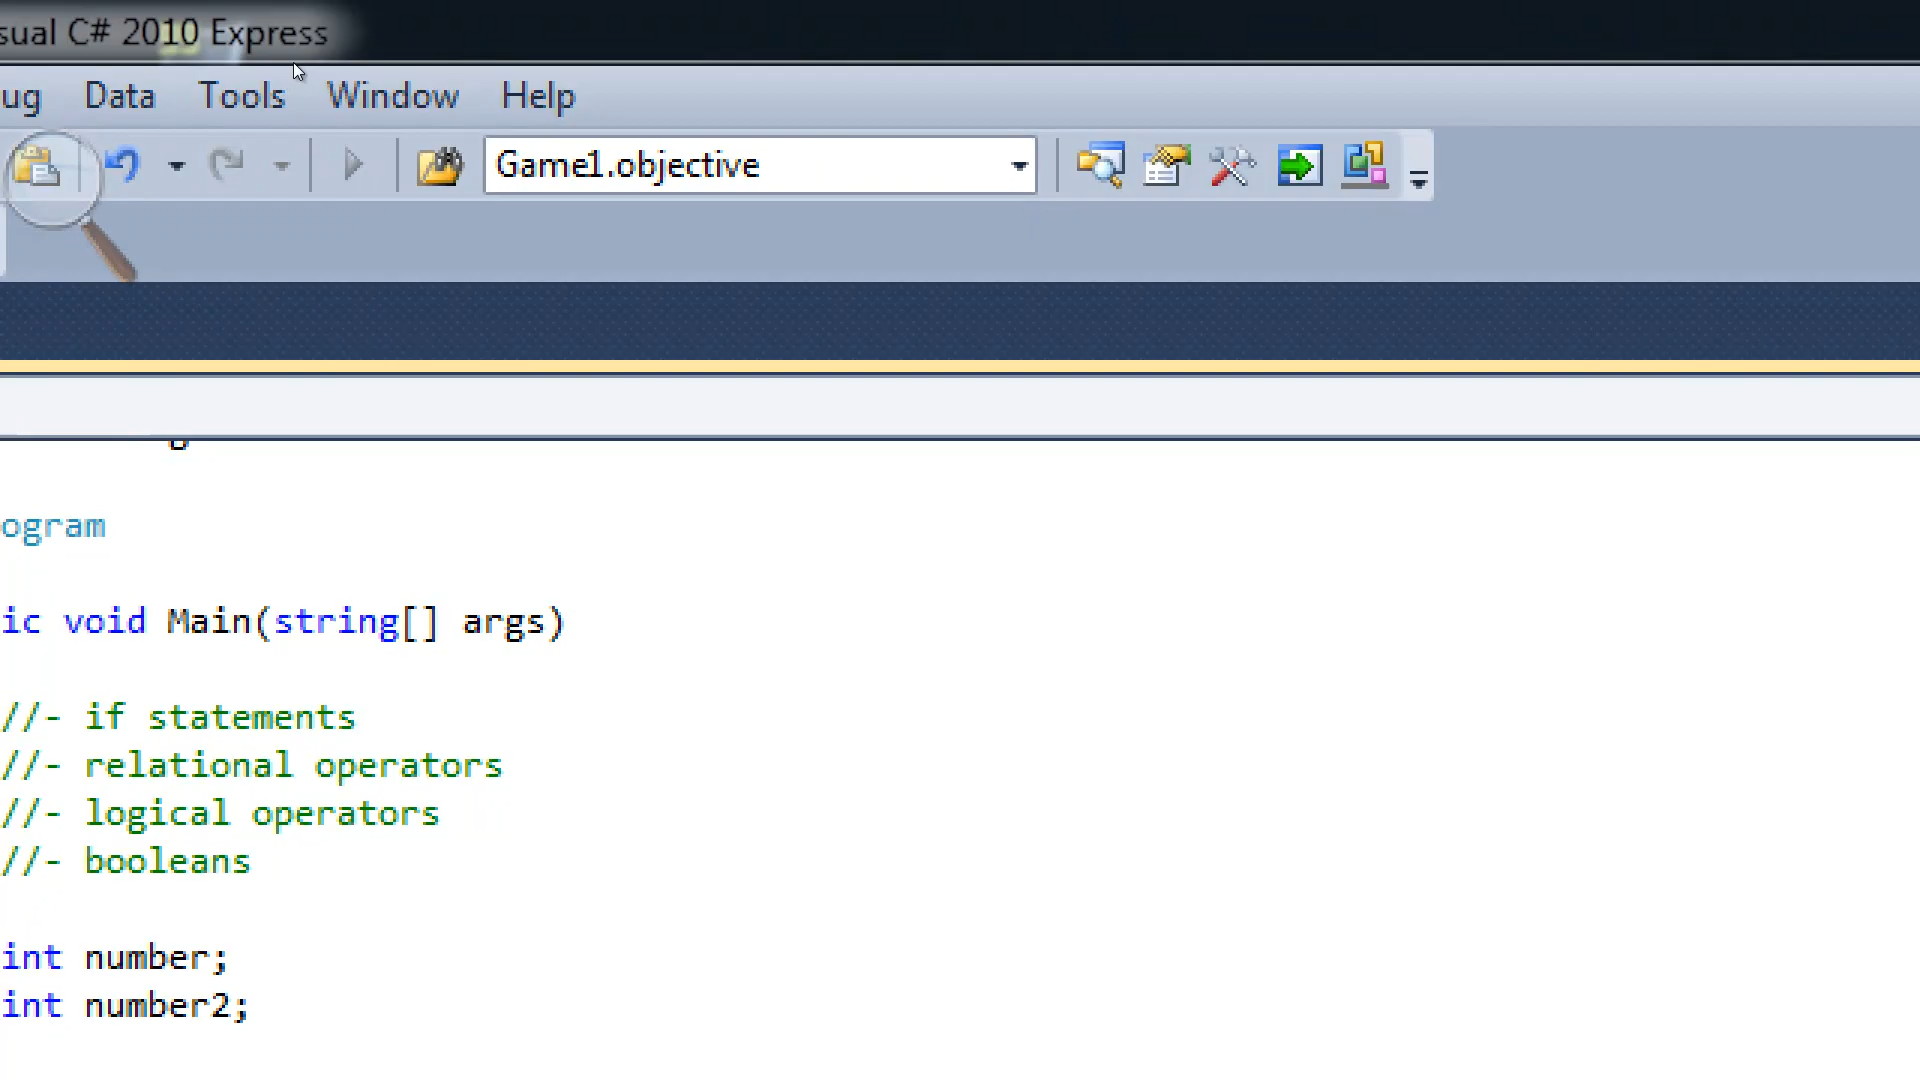 sual C# 2010 Express
ug Data Tools Window Help
Game1.objective
ogram
ic void Main(string[] args)
//- if statements
//- relational operators
//- logical operators
//- booleans
int number;
int number2;